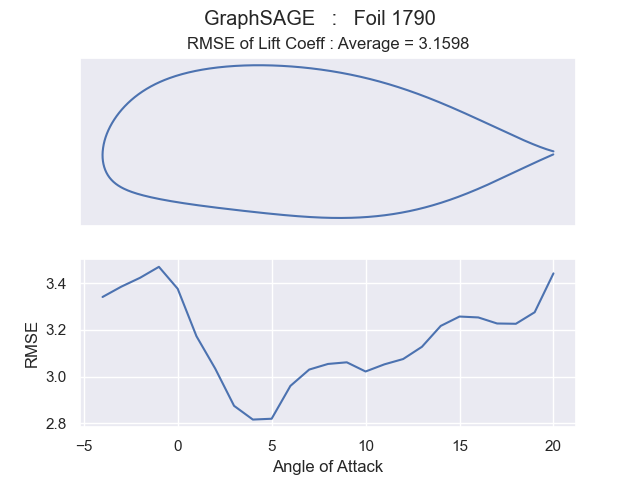 GraphSAGE   :   Foil 1790
RMSE of Lift Coeff : Average = 3.1598
3.4
3.2
3.0
2.8
RMSE
−5 0 5 10 15 20
Angle of Attack